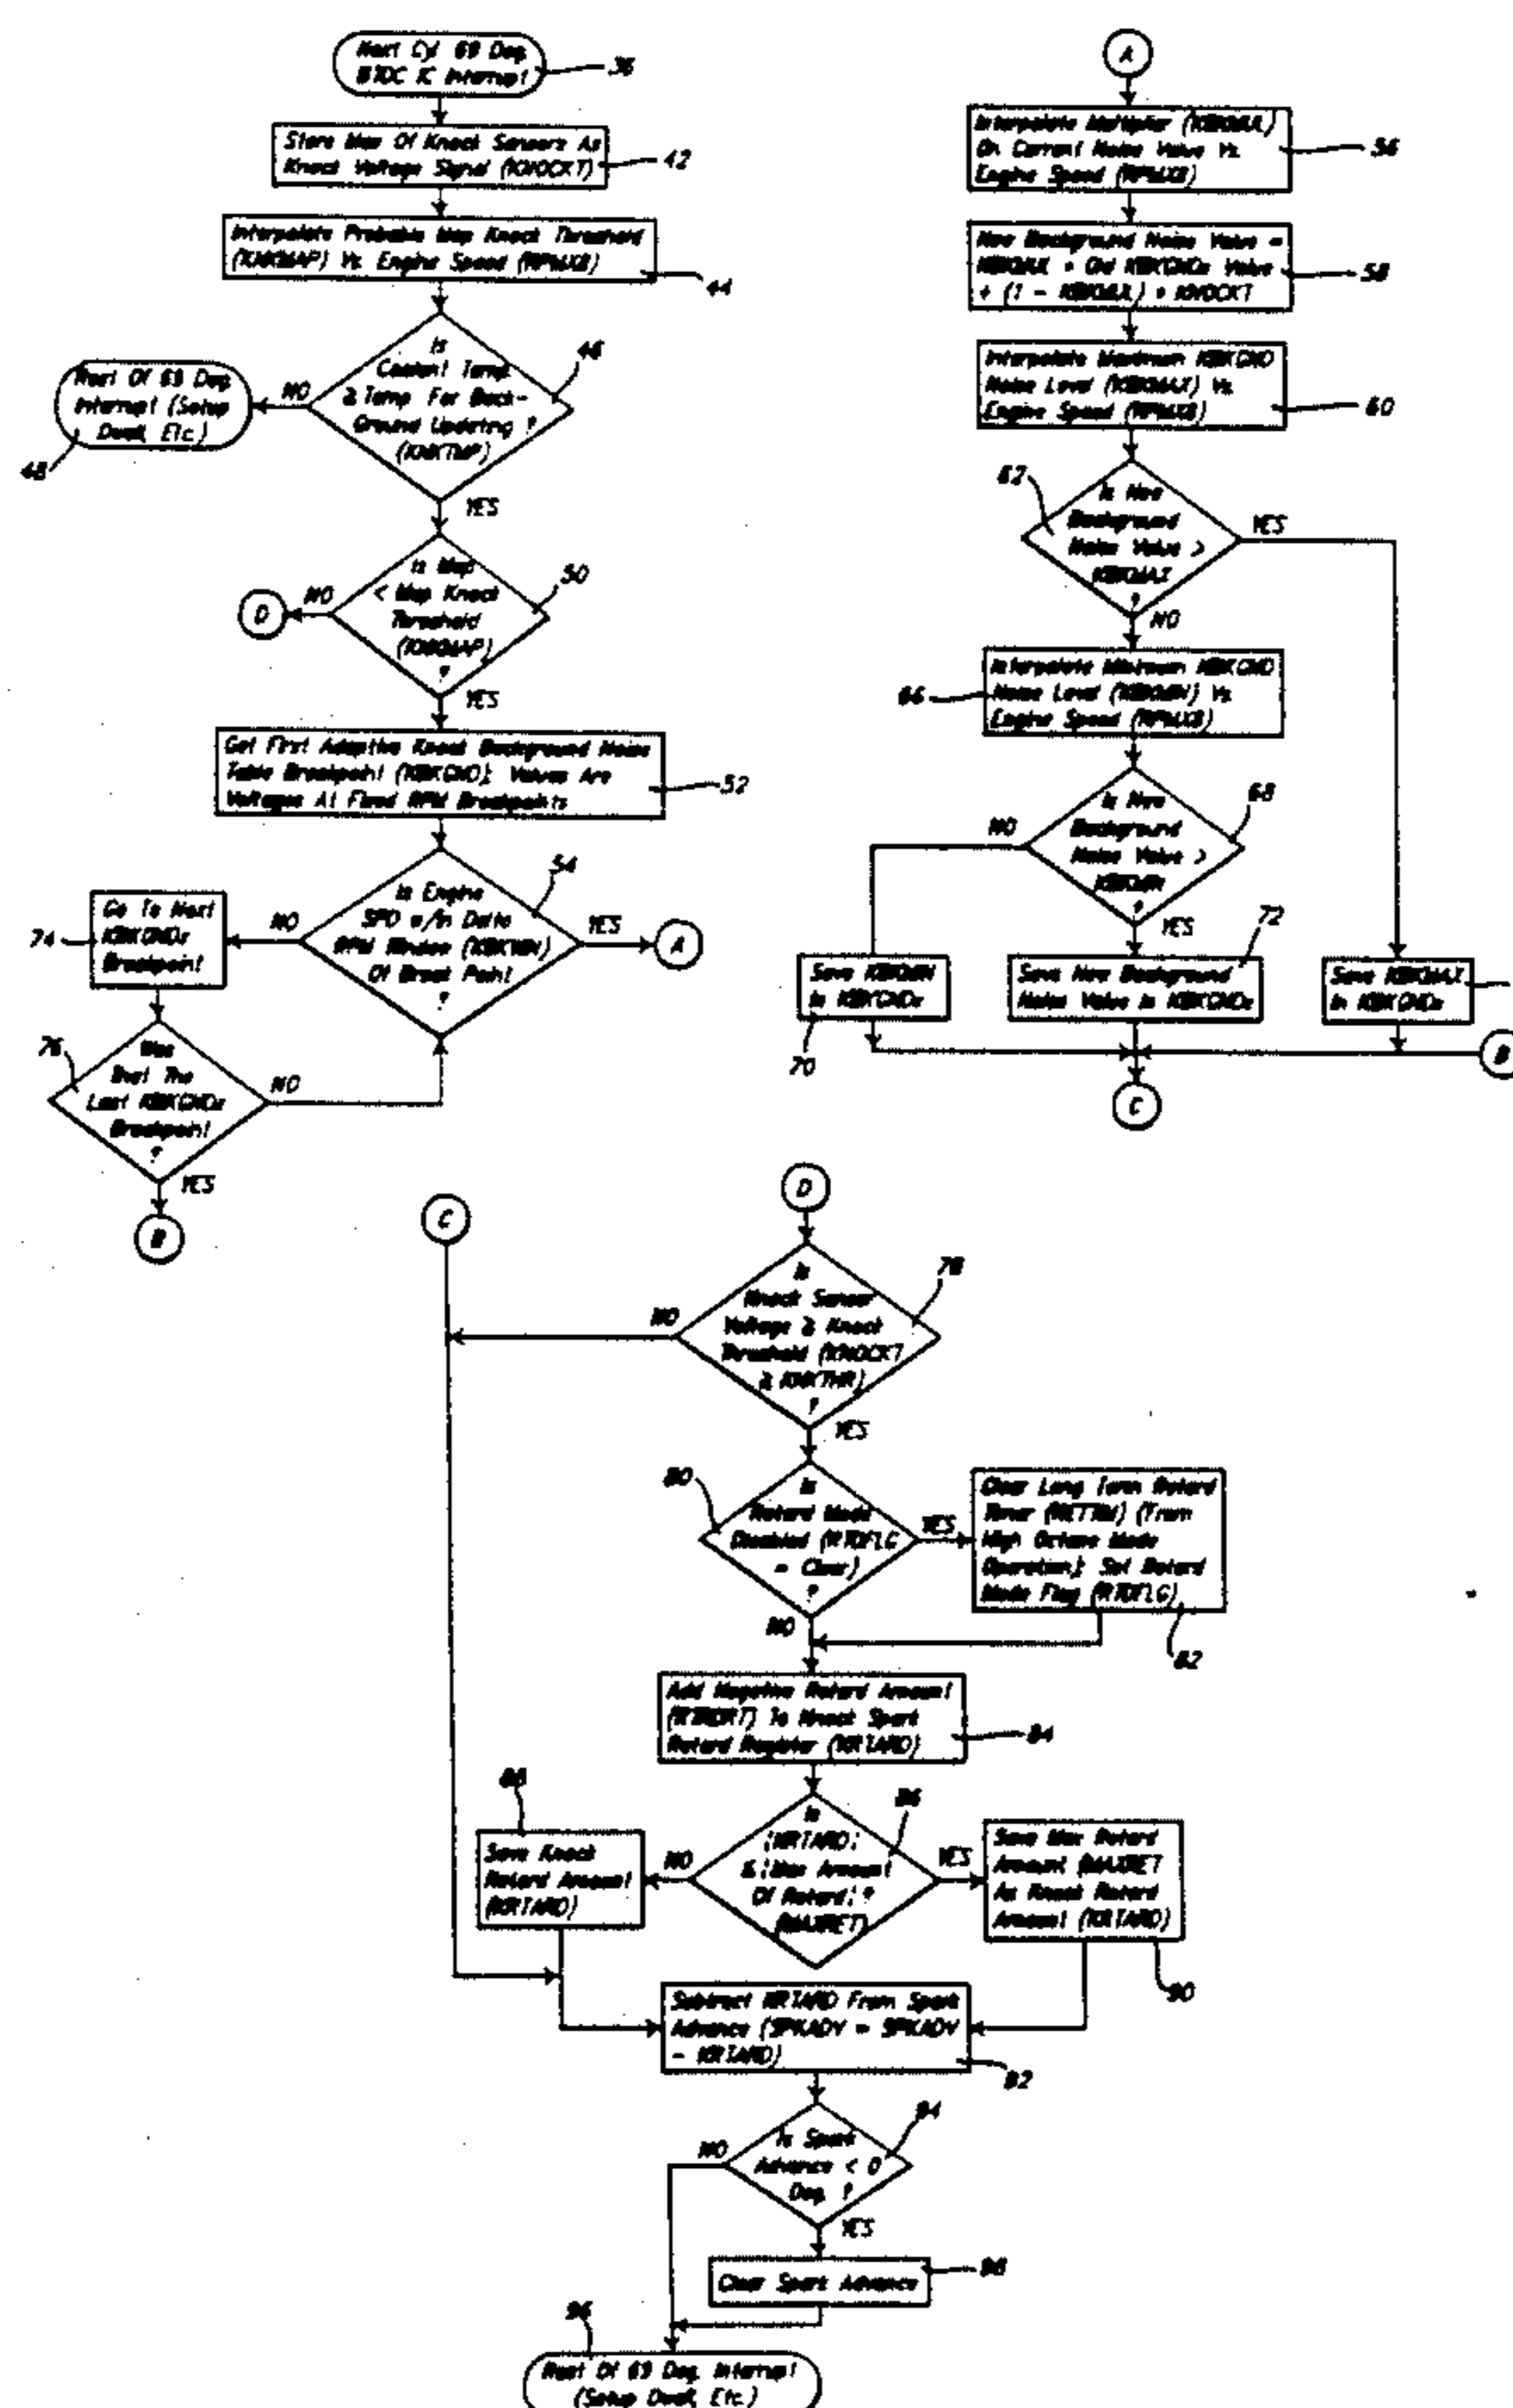 Next Cyl 69 Deg.
BTDC IC Interrupt
36
Store Max Of Knock Sensors As
Knock Voltage Signal (KNOCKT)
42
Interpolate Probable Map Knock Threshold
(KNKMAP) Vs. Engine Speed (RPMX8)
44
Is
Coolant Temp.
≥ Temp For Back-
Ground Updating ?
(KNKTMP)
46
NO
Rest Of 69 Deg.
Interrupt (Setup
Dwell, Etc.)
48
YES
Is Map
< Map Knock
Threshold
(KNKMAP)
?
50
NO
D
YES
Get First Adaptive Knock Background Noise
Table Breakpoint (KBKGND); Values Are
Voltages At Fixed RPM Breakpoints
52
Is Engine
SPD w/in Delta
RPM Window (KBKWIN)
Of Break Point
?
54
YES
A
NO
Go To Next
KBKGNDx
Breakpoint
74
Was
that The
Last KBKGNDx
Breakpoint
?
76
NO
YES
B
A
Interpolate Multiplier (KBKMUL)
On Current Noise Value Vs.
Engine Speed (RPMX8)
56
New Background Noise Value =
KBKMUL * Old KBKGNDx Value
+ (1 - KBKMUL) * KNOCKT
58
Interpolate Maximum KBKGND
Noise Level (KBKMAX) Vs.
Engine Speed (RPMX8)
60
62
Is New
Background
Noise Value >
KBKMAX
?
YES
NO
Interpolate Minimum KBKGND
Noise Level (KBKMIN) Vs.
Engine Speed (RPMX8)
66
Is New
Background
Noise Value >
KBKMIN
?
68
NO
YES
72
Save KBKMIN
In KBKGNDx
70
Save New Background
Noise Value In KBKGNDx
Save KBKMAX
In KBKGNDx
B
C
C
D
Is
Knock Sensor
Voltage ≥ Knock
Threshold (KNOCKT
≥ KNKTHR)
?
78
NO
YES
80
Is
Retard Mode
Disabled (RTDFLG
= Clear)
?
YES
Clear Long Term Retard
Timer (RETTIM) (From
High Octane Mode
Operation); Set Retard
Mode Flag (RTDFLG)
82
NO
Add Negative Retard Amount
To Knock Spark
Retard Register (KRTARD)
84
Is
|KRTARD|
≥ |Max Amount
Of Retard| ?
(MAXRET)
86
NO
88
Save Knock
Retard Amount
(KRTARD)
YES
Save Max Retard
Amount (MAXRET
As Knock Retard
Amount (KRTARD)
90
Subtract KRTARD From Spark
Advance (SPKADV = SPKADV
- KRTARD)
92
Is Spark
Advance < 0
Deg. ?
94
NO
YES
Clear Spark Advance
98
96
Rest Of 69 Deg. Interrupt
(Setup Dwell, Etc.)